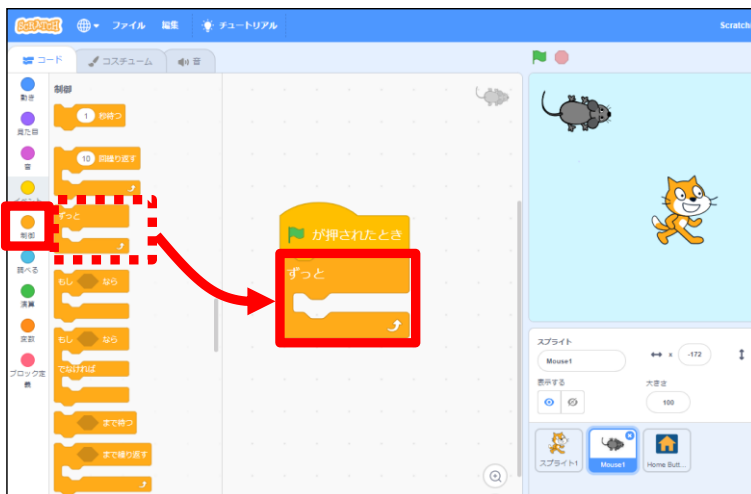 SCRATCH
ファイル
編集
チュートリアル
Scratch
コード
コスチューム
音
動き
見た目
音
イベント
制御
調べる
演算
変数
ブロック定義
制御
1 秒待つ
10 回繰り返す
ずっと
もし なら
もし なら
でなければ
まで待つ
まで繰り返す
が押されたとき
ずっと
スプライト
Mouse1
x -172
表示する
大きさ
100
スプライト1
Mouse1
Home Butt...